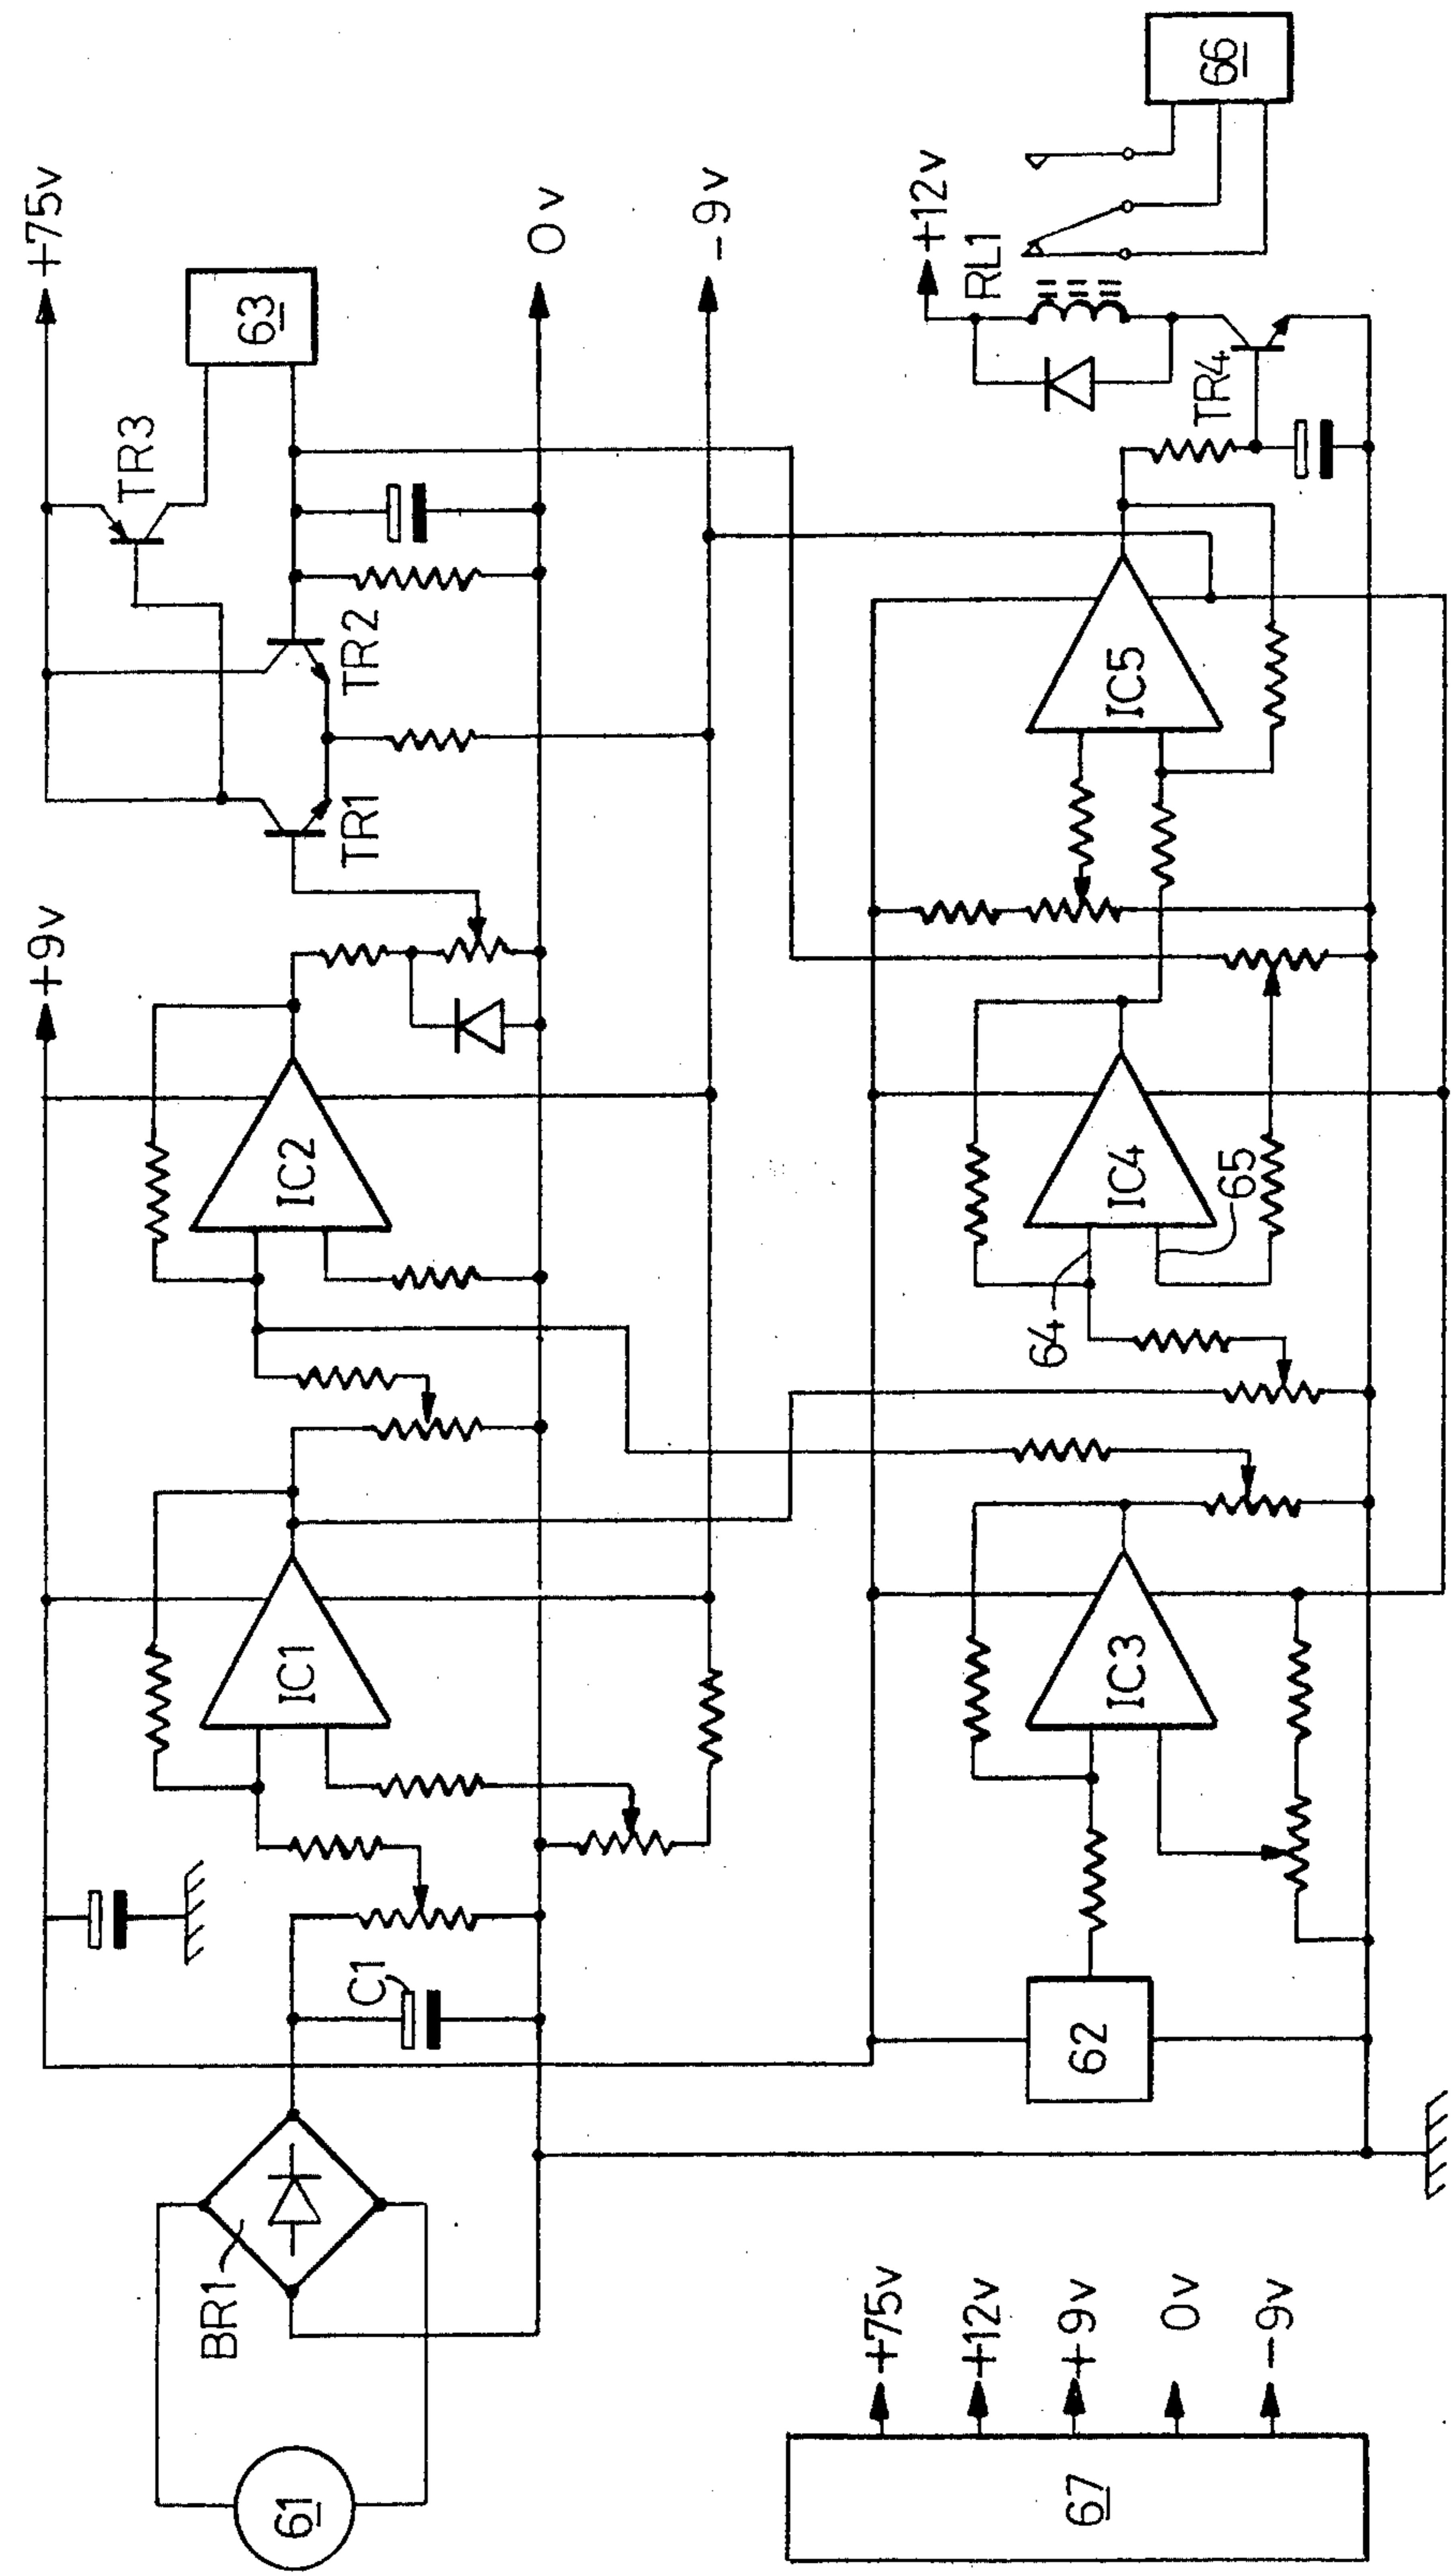 +9v
+75v
TR3
63
TR1
TR2
IC1
IC2
C1
BR1
61
0v
-9v
+12v
RL1
66
TR4
IC3
IC4
IC5
64
65
62
67
+75v
+12v
+9v
0v
-9v